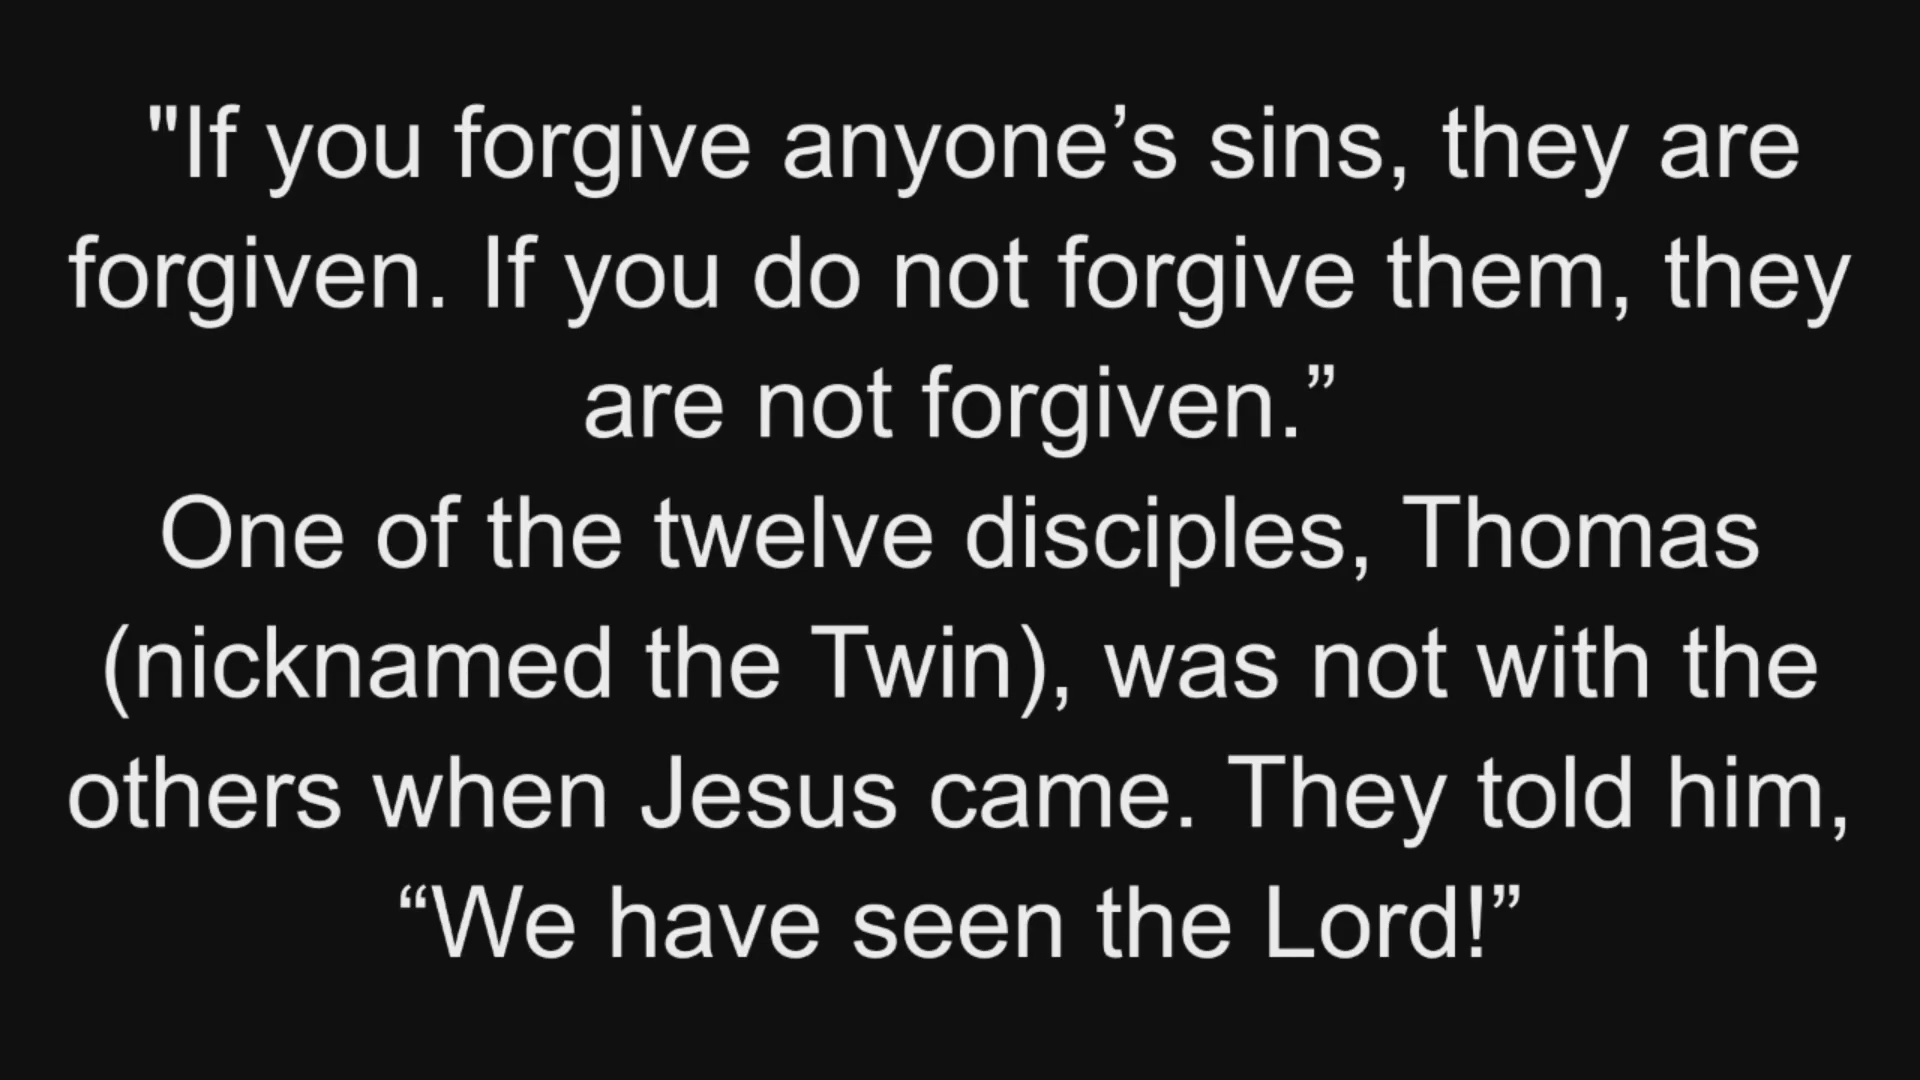 "If you forgive anyone’s sins, they are
forgiven. If you do not forgive them, they
are not forgiven.”
One of the twelve disciples, Thomas
(nicknamed the Twin), was not with the
others when Jesus came. They told him,
“We have seen the Lord!”